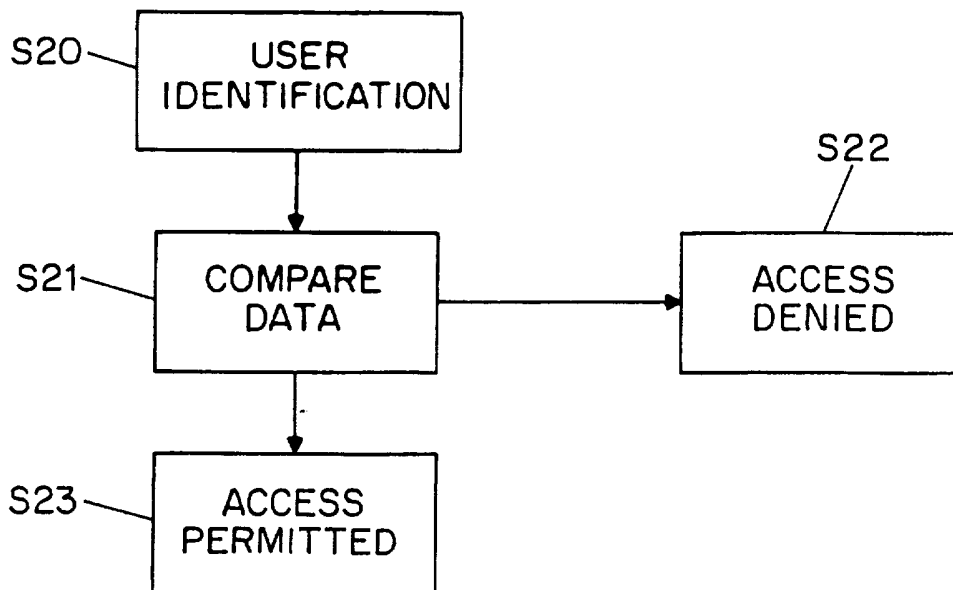 S20
USER
IDENTIFICATION
S22
S21
COMPARE
DATA
ACCESS
DENIED
S23
ACCESS
PERMITTED